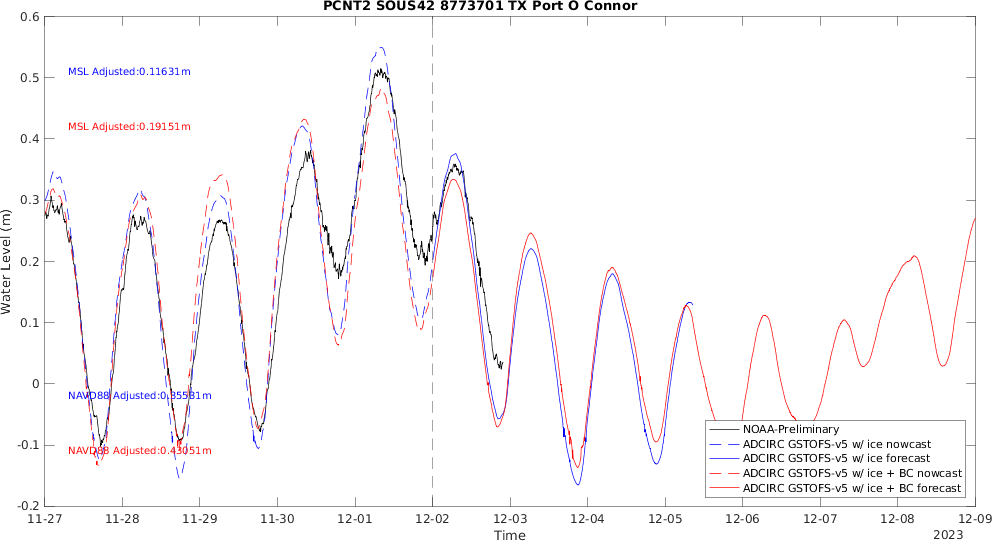 PCNT2 SOUS42 8773701 TX Port O Connor
0.6
0.5
0.4
0.3
0.2
0.1
0
-0.1
-0.2
Water Level (m)
MSL Adjusted:0.11631m
MSL Adjusted:0.19151m
NAVD88 Adjusted:0.35531m
NAVD88 Adjusted:0.43051m
NOAA-Preliminary
ADCIRC GSTOFS-v5 w/ ice nowcast
ADCIRC GSTOFS-v5 w/ ice forecast
ADCIRC GSTOFS-v5 w/ ice + BC nowcast
ADCIRC GSTOFS-v5 w/ ice + BC forecast
11-27 11-28 11-29 11-30 12-01 12-02 12-03 12-04 12-05 12-06 12-07 12-08 12-09
Time
2023